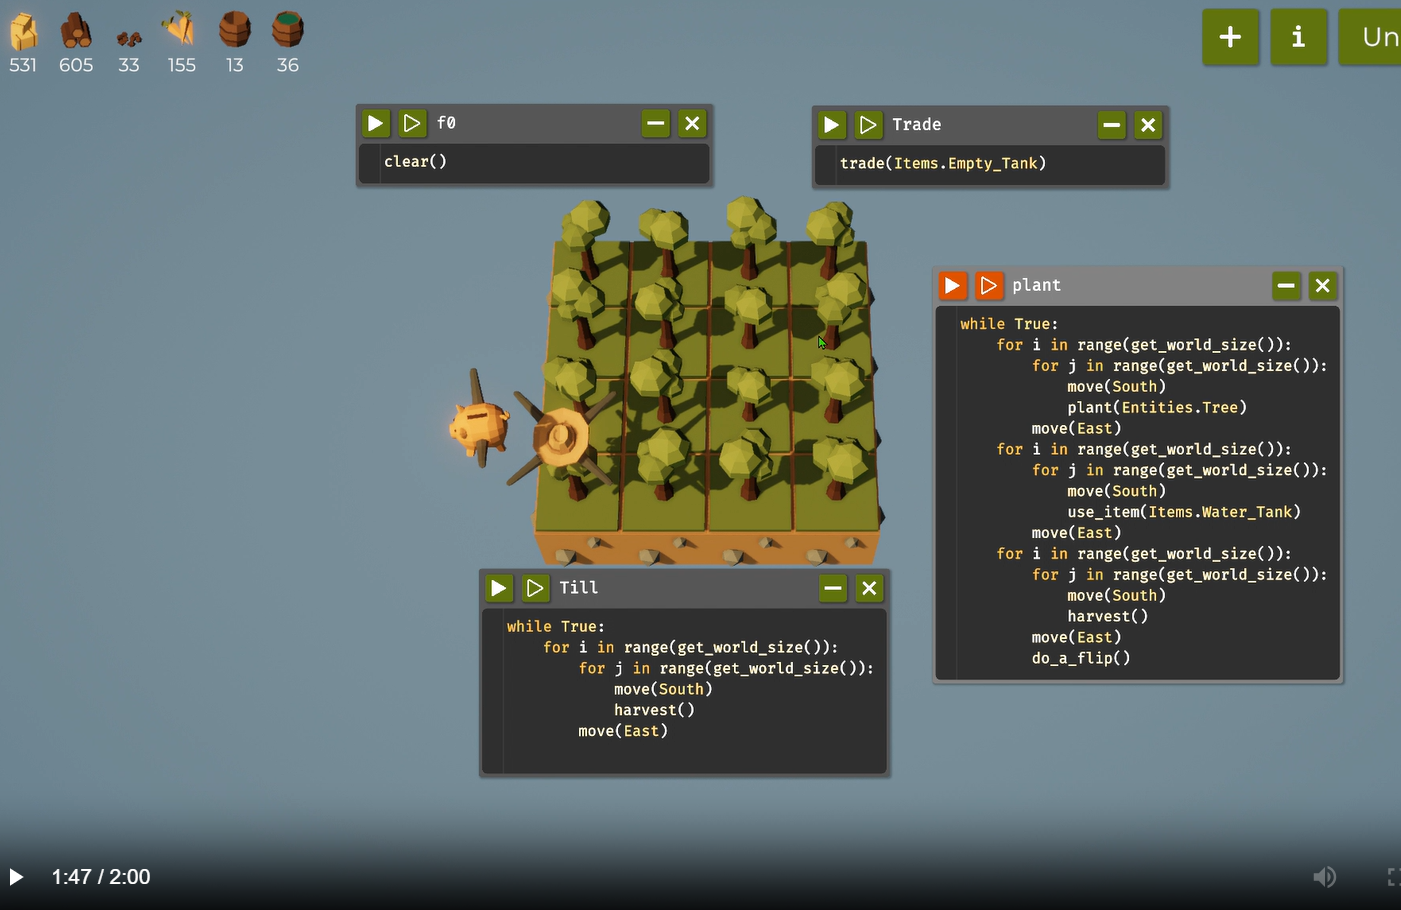 531 605 33 155 13 36
+ i Un
f0
clear()
Trade
trade(Items.Empty_Tank)
plant
while True:
    for i in range(get_world_size()):
        for j in range(get_world_size()):
            move(South)
            plant(Entities.Tree)
        move(East)
    for i in range(get_world_size()):
        for j in range(get_world_size()):
            move(South)
            use_item(Items.Water_Tank)
        move(East)
    for i in range(get_world_size()):
        for j in range(get_world_size()):
            move(South)
            harvest()
        move(East)
        do_a_flip()
Till
while True:
    for i in range(get_world_size()):
        for j in range(get_world_size()):
            move(South)
            harvest()
        move(East)
1:47 / 2:00